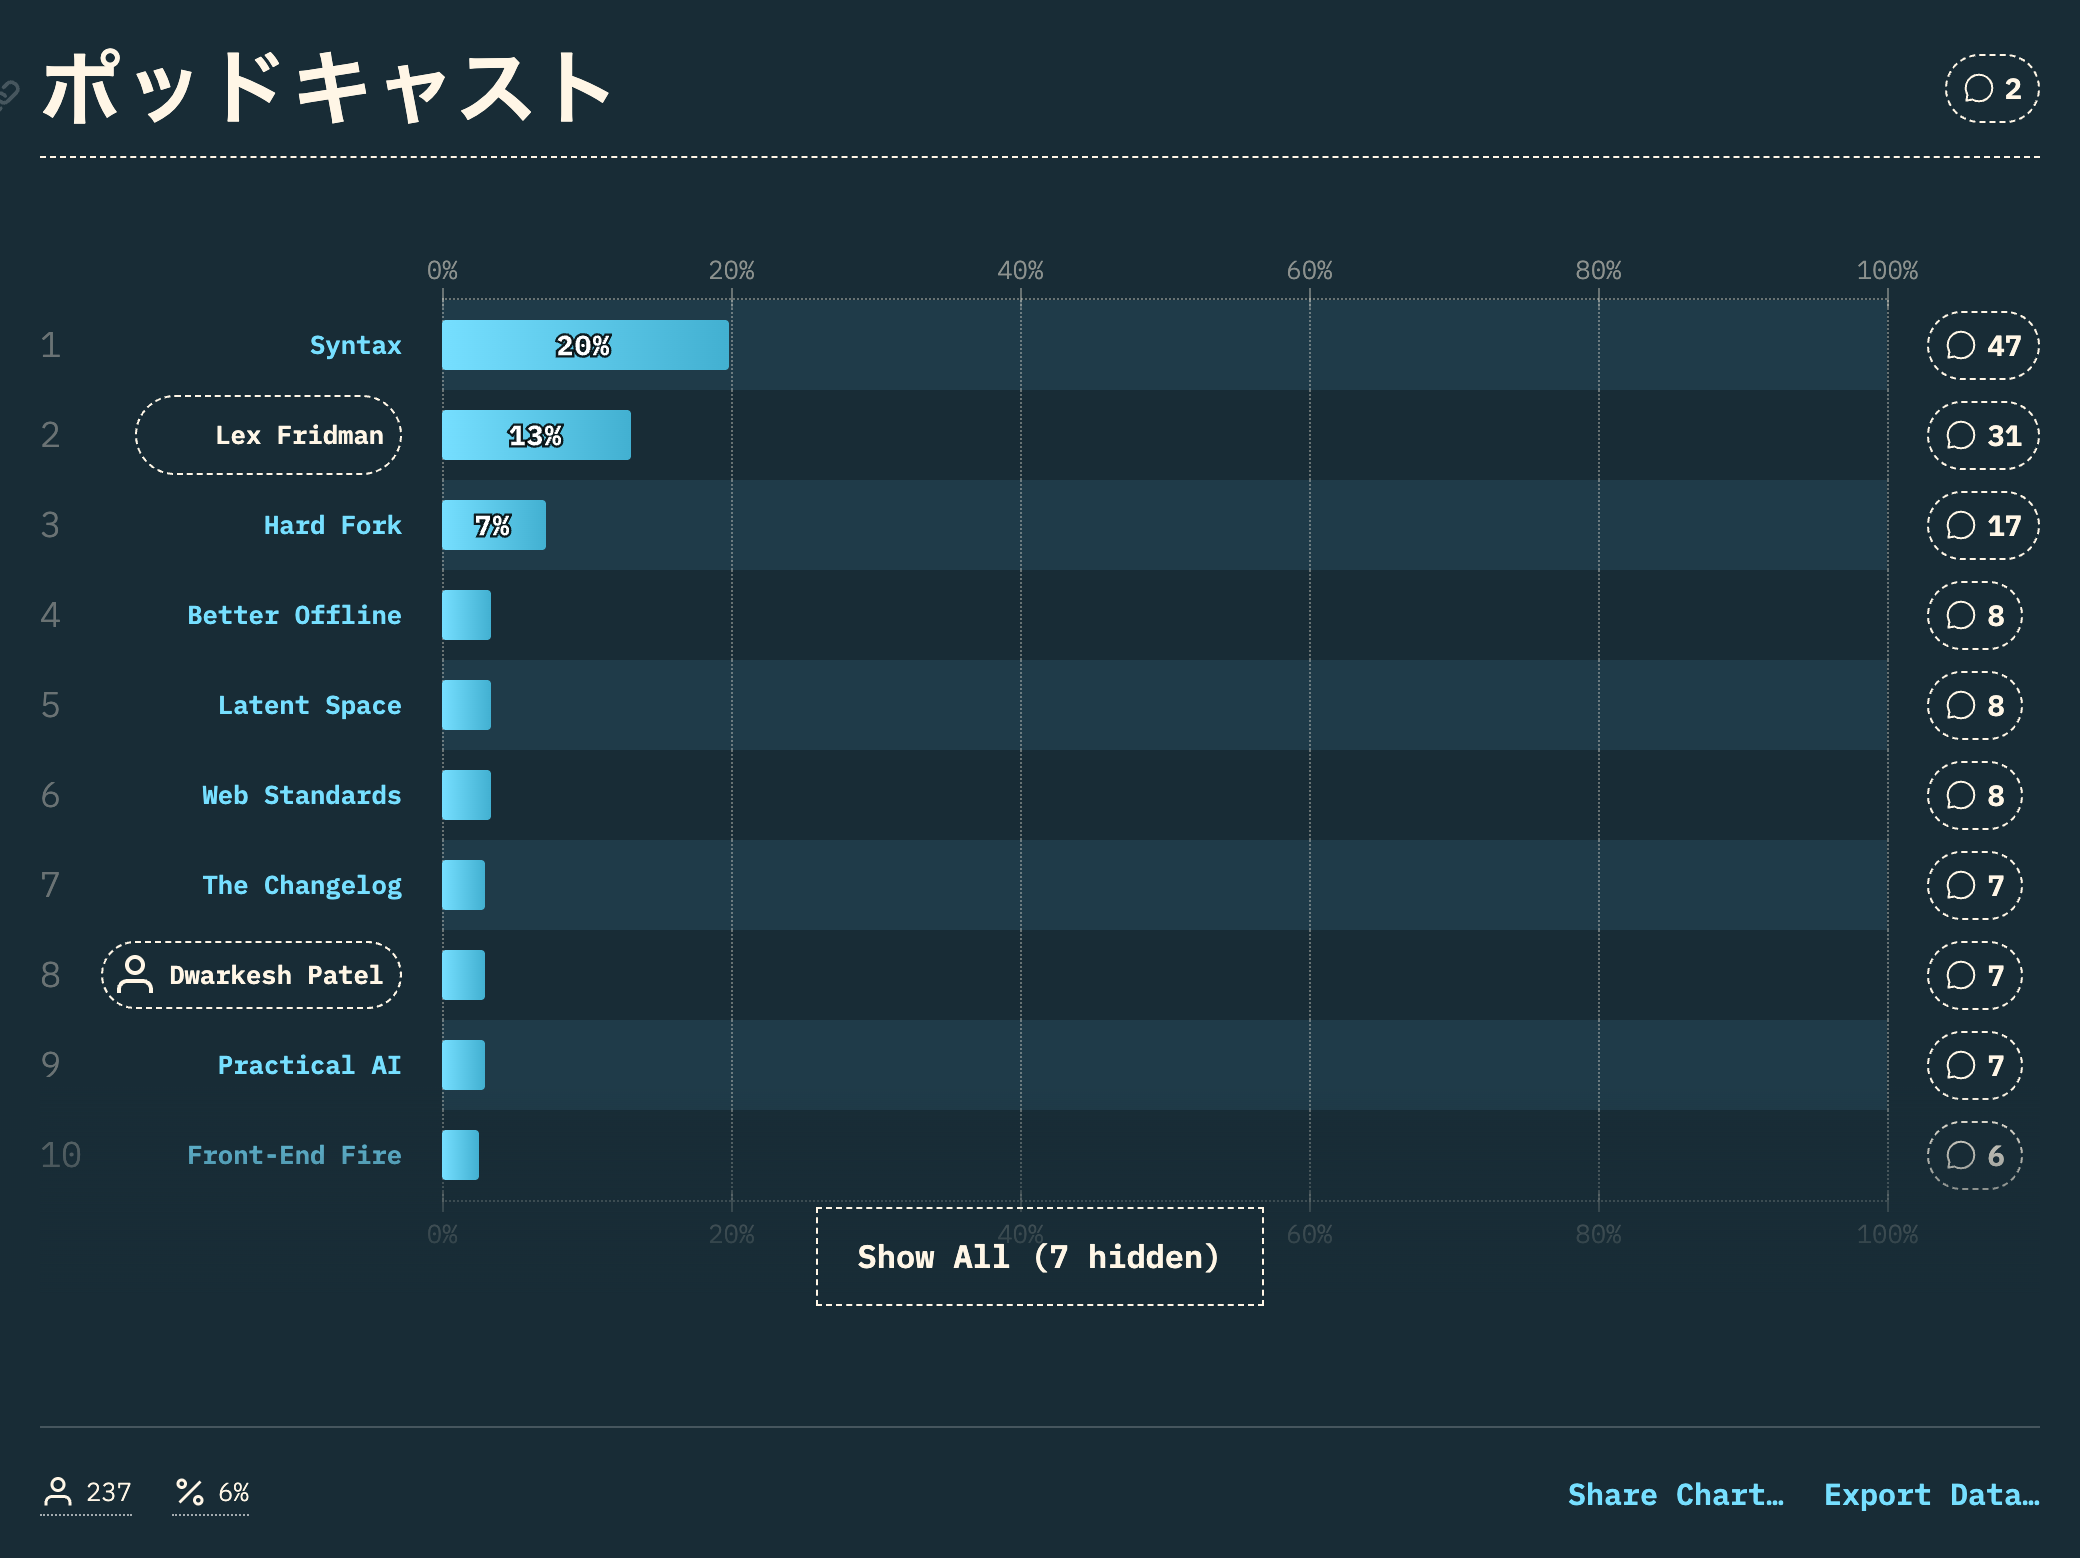 ポッドキャスト
2
0% 20% 40% 60% 80% 100%
1 Syntax 20% 47
2 Lex Fridman 13% 31
3 Hard Fork 7% 17
4 Better Offline 8
5 Latent Space 8
6 Web Standards 8
7 The Changelog 7
8 Dwarkesh Patel 7
9 Practical AI 7
10 Front-End Fire 6
0% 20% 40% 60% 80% 100%
Show All (7 hidden)
237 % 6% Share Chart… Export Data…